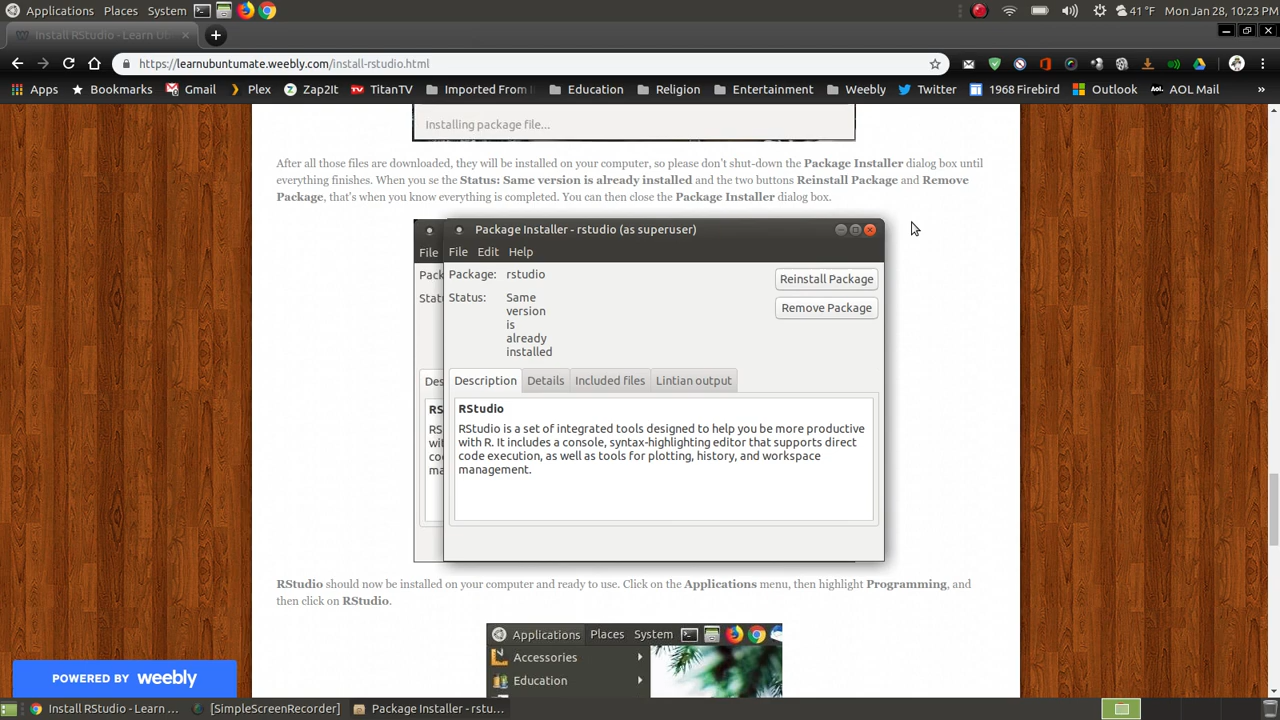 Applications Places System 41 °F Mon Jan 28, 10:23 PM
Install RStudio - Learn Ub
https://learnubuntumate.weebly.com/install-rstudio.html
Apps Bookmarks Gmail Plex ZapZit TitanTV Imported From Education Religion Entertainment Weebly Twitter 1968 Firebird Outlook AOL Mail »
Installing package file...
After all those files are downloaded, they will be installed on your computer, so please don't shut-down the Package Installer dialog box until
everything finishes. When you se the Status: Same version is already installed and the two buttons Reinstall Package and Remove
Package, that's when you know everything is completed. You can then close the Package Installer dialog box.
Package Installer - rstudio (as superuser)
File
File Edit Help
Pack
Package: rstudio
Reinstall Package
Stat
Status: Same
version
is
already
installed
Remove Package
Des
Description Details Included files Lintian output
RS
RStudio
RStudio is a set of integrated tools designed to help you be more productive
with R. It includes a console, syntax-highlighting editor that supports direct
code execution, as well as tools for plotting, history, and workspace
management.
RStudio should now be installed on your computer and ready to use. Click on the Applications menu, then highlight Programming, and
then click on RStudio.
Applications Places System
Accessories
Education
POWERED BY weebly
Install RStudio - Learn ... [SimpleScreenRecorder] Package Installer - rstu...